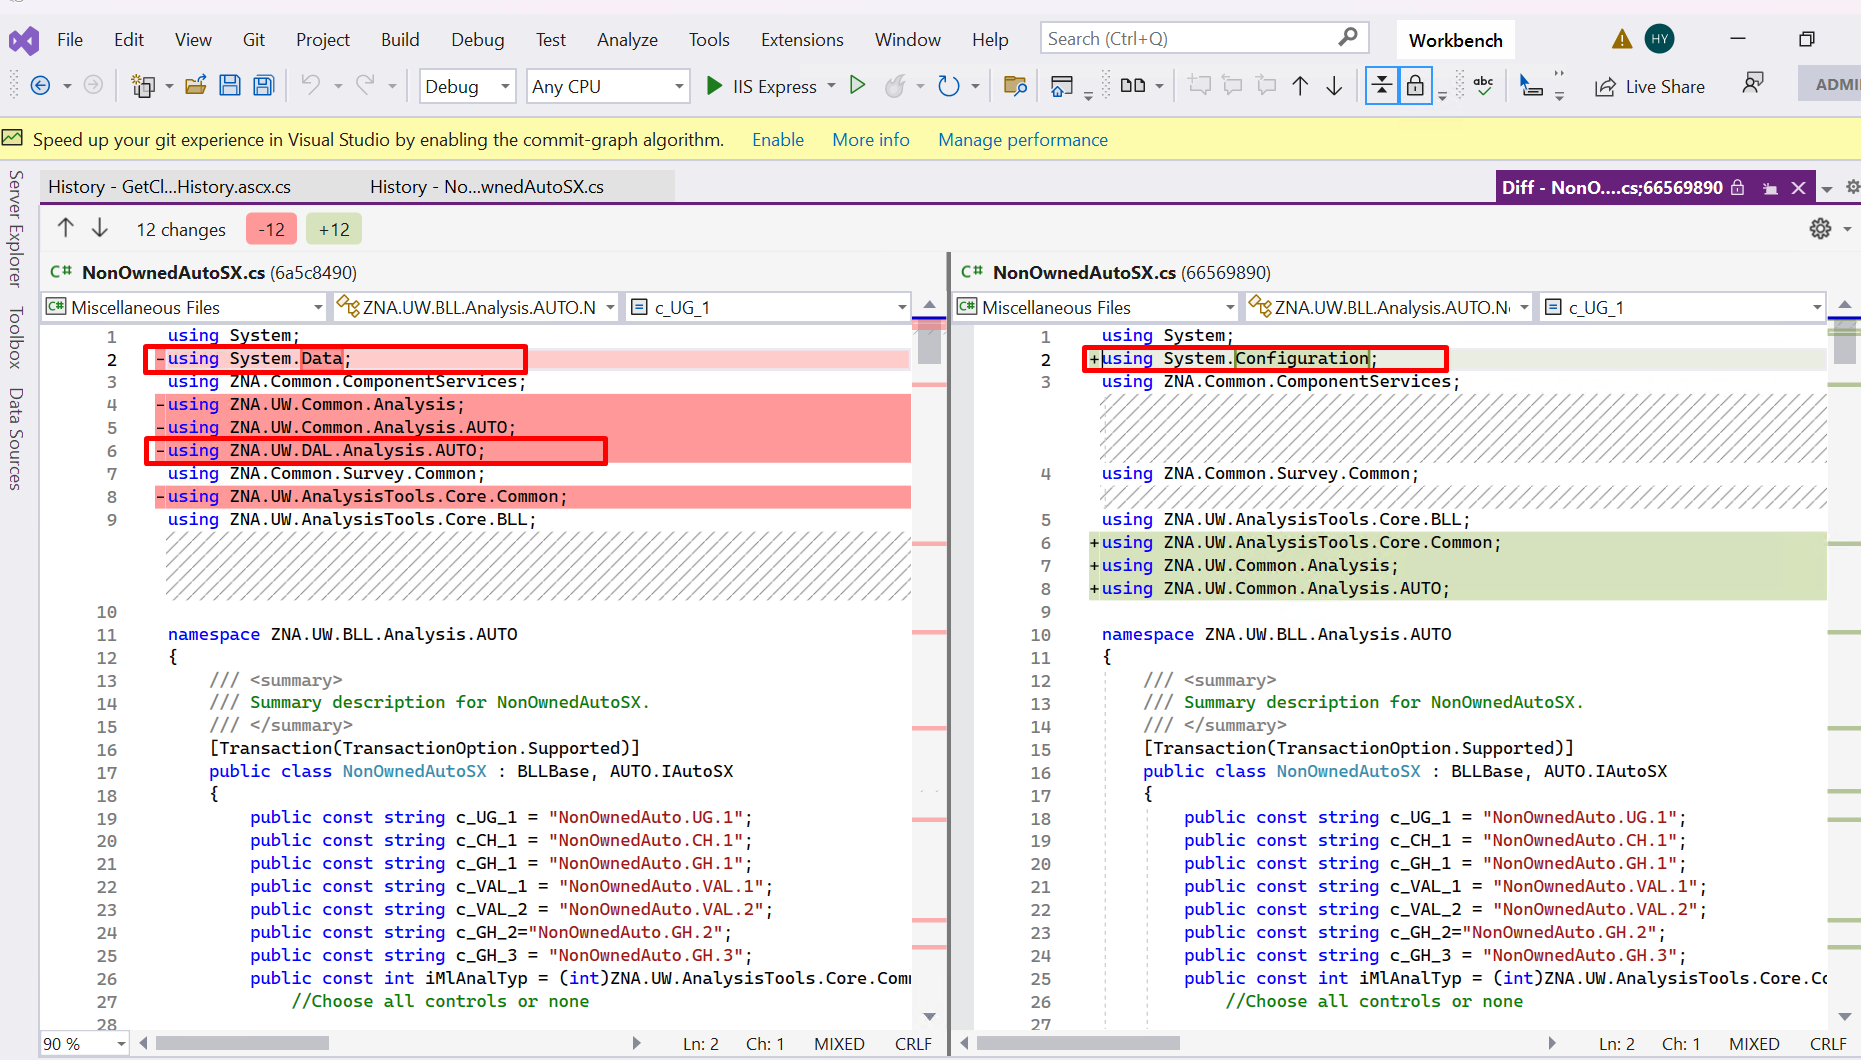 File Edit View Git Project Build Debug Test Analyze Tools Extensions Window Help Search (Ctrl+Q) Workbench HY
Debug Any CPU IIS Express abc Live Share ADMI
Speed up your git experience in Visual Studio by enabling the commit-graph algorithm. Enable More info Manage performance
Server Explorer
Toolbox
Data Sources
History - GetCl...History.ascx.cs History - No...wnedAutoSX.cs Diff - NonO....cs;66569890
12 changes -12 +12
C# NonOwnedAutoSX.cs (6a5c8490)
C# Miscellaneous Files ZNA.UW.BLL.Analysis.AUTO.N c_UG_1
1 using System;
2 -using System.Data;
3 using ZNA.Common.ComponentServices;
4 -using ZNA.UW.Common.Analysis;
5 -using ZNA.UW.Common.Analysis.AUTO;
6 -using ZNA.UW.DAL.Analysis.AUTO;
7 using ZNA.Common.Survey.Common;
8 -using ZNA.UW.AnalysisTools.Core.Common;
9 using ZNA.UW.AnalysisTools.Core.BLL;
10
11 namespace ZNA.UW.BLL.Analysis.AUTO
12 {
13 /// <summary>
14 /// Summary description for NonOwnedAutoSX.
15 /// </summary>
16 [Transaction(TransactionOption.Supported)]
17 public class NonOwnedAutoSX : BLLBase, AUTO.IAutoSX
18 {
19 public const string c_UG_1 = "NonOwnedAuto.UG.1";
20 public const string c_CH_1 = "NonOwnedAuto.CH.1";
21 public const string c_GH_1 = "NonOwnedAuto.GH.1";
22 public const string c_VAL_1 = "NonOwnedAuto.VAL.1";
23 public const string c_VAL_2 = "NonOwnedAuto.VAL.2";
24 public const string c_GH_2="NonOwnedAuto.GH.2";
25 public const string c_GH_3 = "NonOwnedAuto.GH.3";
26 public const int iMlAnalTyp = (int)ZNA.UW.AnalysisTools.Core.Com
27 //Choose all controls or none
28
90 % Ln: 2 Ch: 1 MIXED CRLF
C# NonOwnedAutoSX.cs (66569890)
C# Miscellaneous Files ZNA.UW.BLL.Analysis.AUTO.N c_UG_1
1 using System;
2 +using System.Configuration;
3 using ZNA.Common.ComponentServices;
4 using ZNA.Common.Survey.Common;
5 using ZNA.UW.AnalysisTools.Core.BLL;
6 +using ZNA.UW.AnalysisTools.Core.Common;
7 +using ZNA.UW.Common.Analysis;
8 +using ZNA.UW.Common.Analysis.AUTO;
9
10 namespace ZNA.UW.BLL.Analysis.AUTO
11 {
12 /// <summary>
13 /// Summary description for NonOwnedAutoSX.
14 /// </summary>
15 [Transaction(TransactionOption.Supported)]
16 public class NonOwnedAutoSX : BLLBase, AUTO.IAutoSX
17 {
18 public const string c_UG_1 = "NonOwnedAuto.UG.1";
19 public const string c_CH_1 = "NonOwnedAuto.CH.1";
20 public const string c_GH_1 = "NonOwnedAuto.GH.1";
21 public const string c_VAL_1 = "NonOwnedAuto.VAL.1";
22 public const string c_VAL_2 = "NonOwnedAuto.VAL.2";
23 public const string c_GH_2="NonOwnedAuto.GH.2";
24 public const string c_GH_3 = "NonOwnedAuto.GH.3";
25 public const int iMlAnalTyp = (int)ZNA.UW.AnalysisTools.Core.Co
26 //Choose all controls or none
27
Ln: 2 Ch: 1 MIXED CRLF